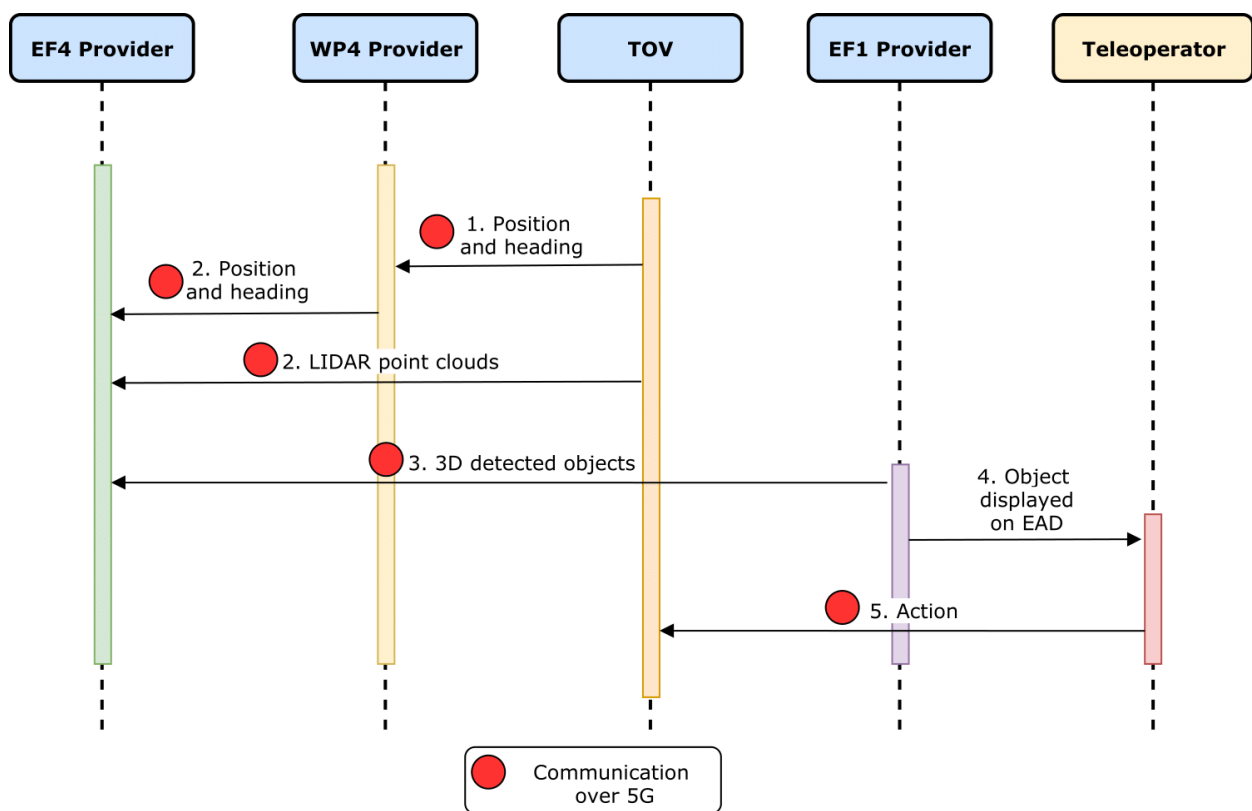 EF4 Provider
WP4 Provider
TOV
EF1 Provider
Teleoperator
1. Position
and heading
2. Position
and heading
2. LIDAR point clouds
3. 3D detected objects
4. Object
displayed
on EAD
5. Action
Communication
over 5G